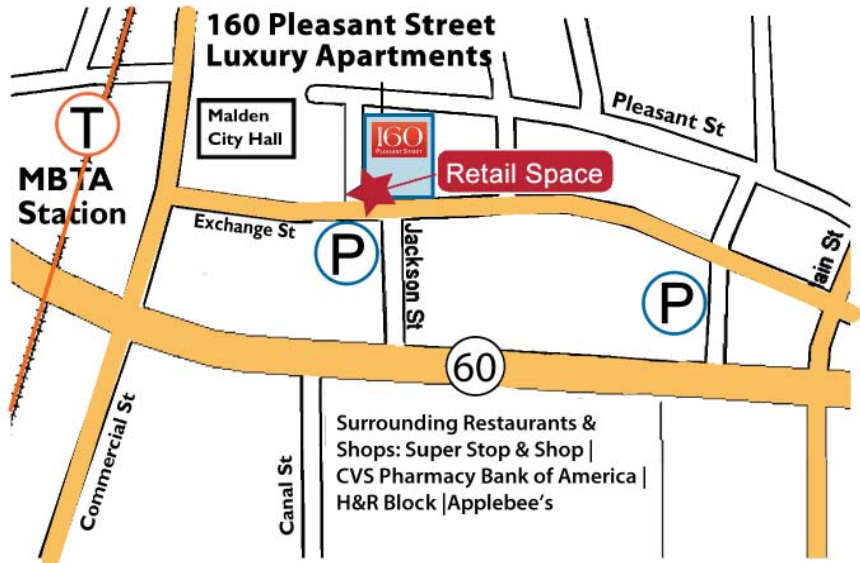 160 Pleasant Street
Luxury Apartments
Malden
City Hall
160
PLEASANT STREET
Pleasant St
T
MBTA
Station
Retail Space
Exchange St
P
Jackson St
P
ain St
60
Commercial St
Canal St
Surrounding Restaurants &
Shops: Super Stop & Shop |
CVS Pharmacy Bank of America |
H&R Block |Applebee's